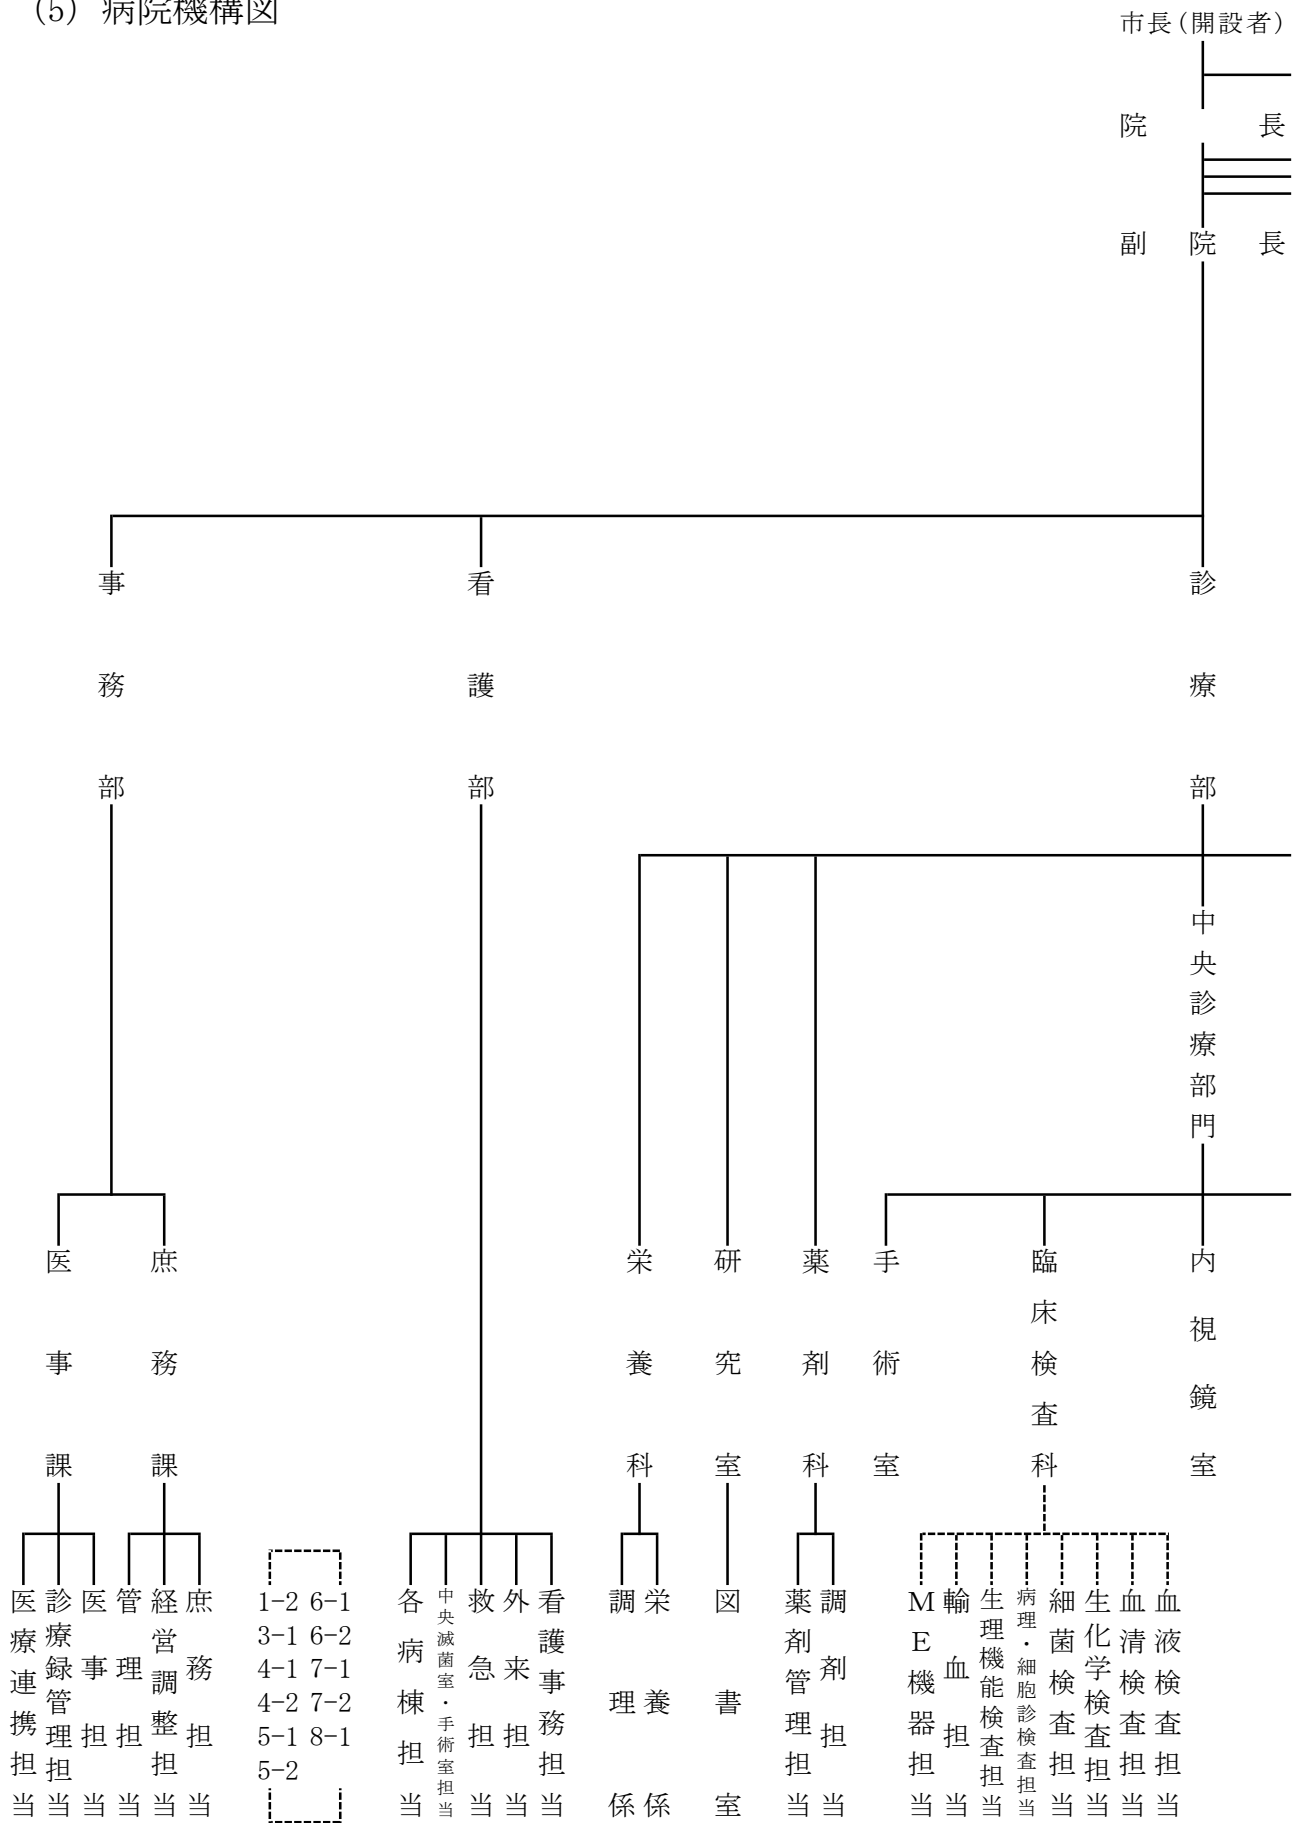 (5) 病院機構図
市長(開設者)
院長
副院長
事務部
看護部
診療部
中央診療部門
医事課
庶務課
栄養科
研究室
薬剤科
手術室
臨床検査科
内視鏡室
医療連携担当
診療録管理担当
医事担当
管理担当
経営調整担当
庶務担当
1-2 6-1
3-1 6-2
4-1 7-1
4-2 7-2
5-1 8-1
5-2
各病棟担当
中央滅菌室・手術室担当
救急担当
外来担当
看護事務担当
調理係
栄養係
図書室
薬剤管理担当
調剤担当
ME機器担当
輸血担当
生理機能検査担当
病理・細胞診検査担当
細菌検査担当
生化学検査担当
血清検査担当
血液検査担当